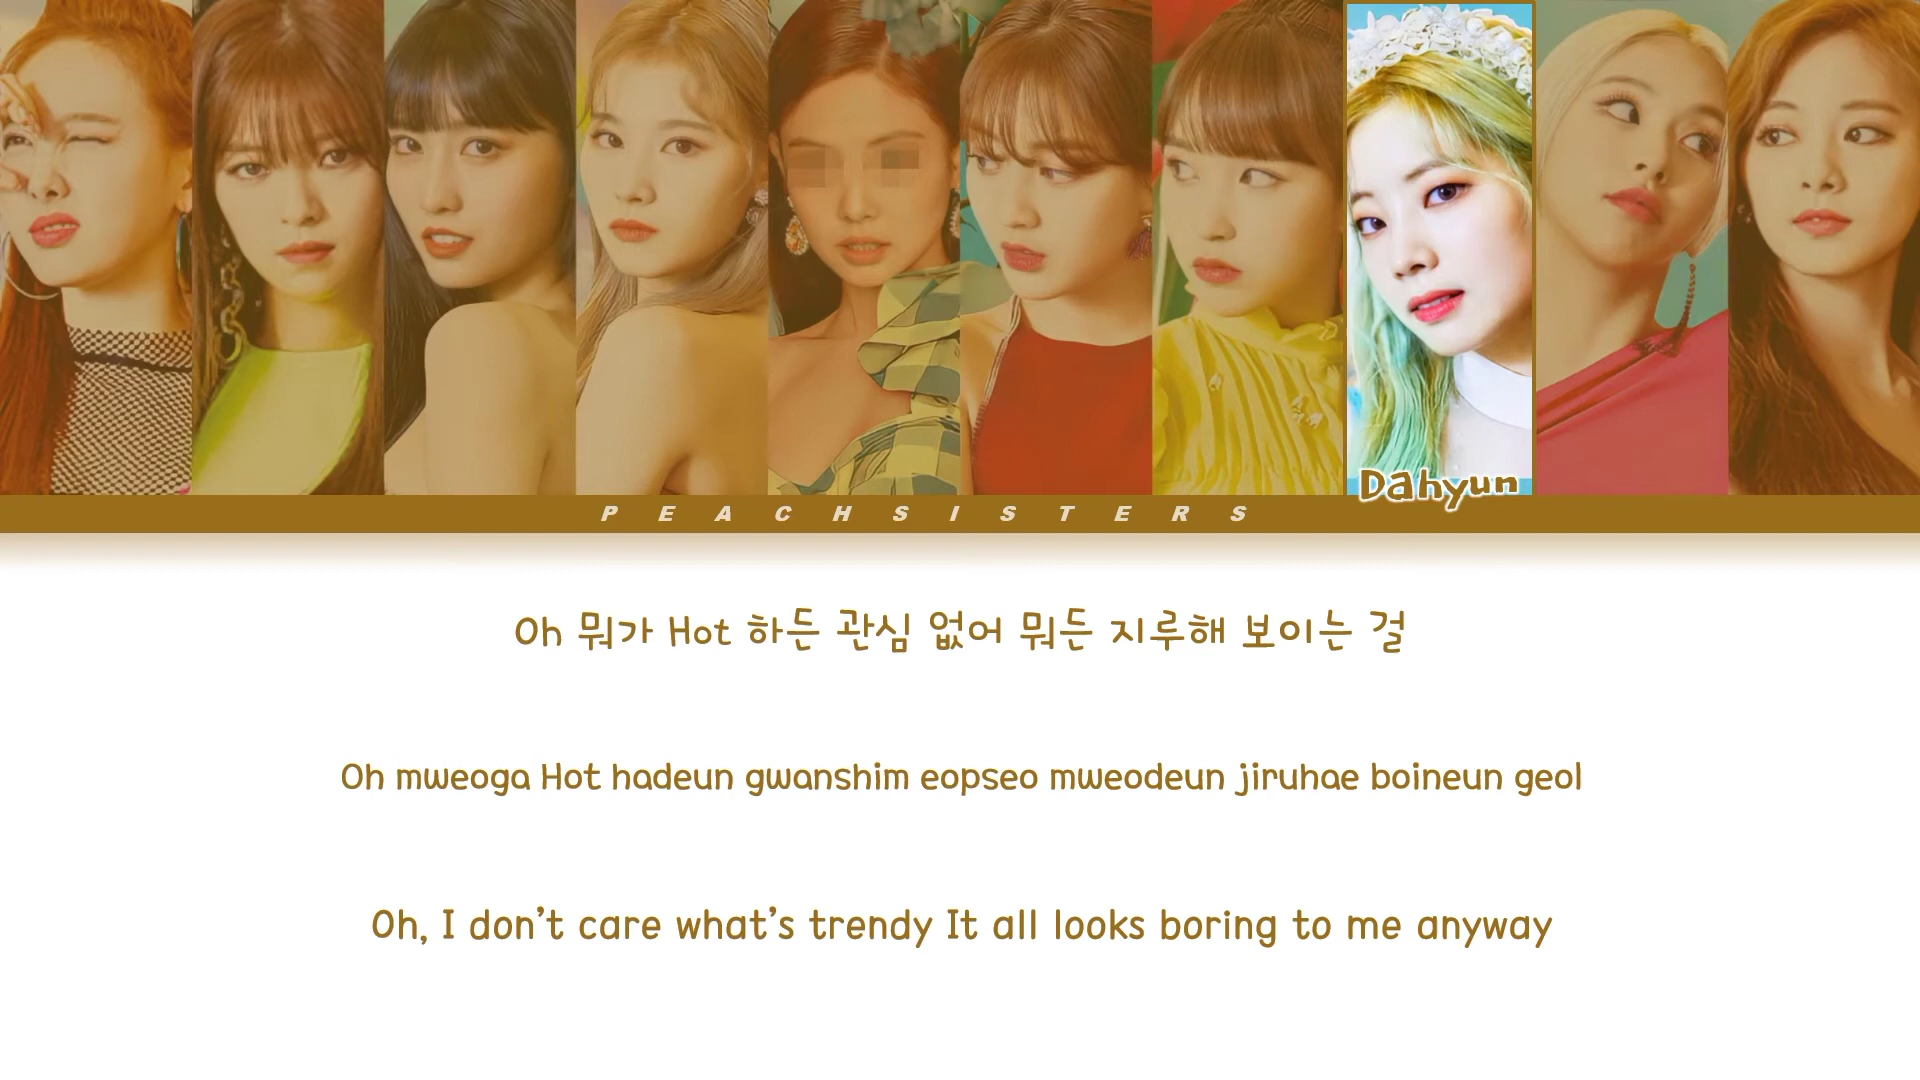 Dahyun
PEACHSISTERS
Oh 뭐가 Hot 하든 관심 없어 뭐든 지루해 보이는 걸
Oh mweoga Hot hadeun gwanshim eopseo mweodeun jiruhae boineun geol
Oh, I don’t care what’s trendy It all looks boring to me anyway